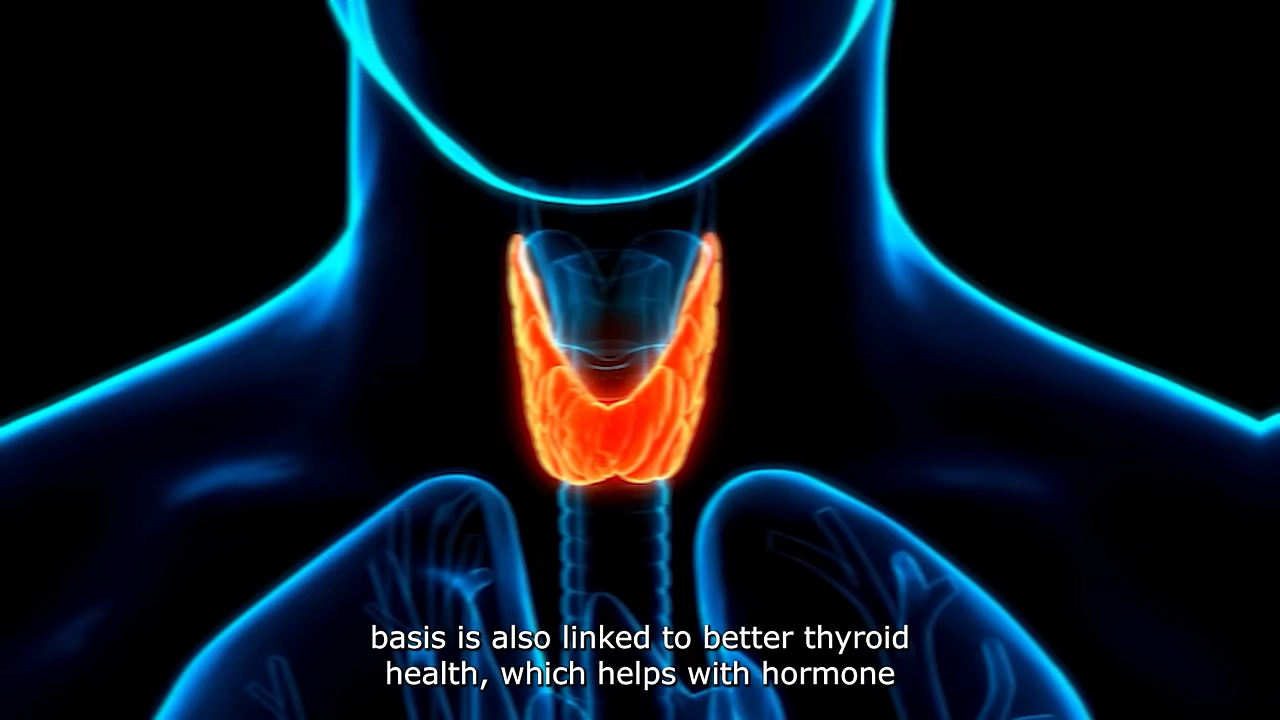 basis is also linked to better thyroid
health, which helps with hormone